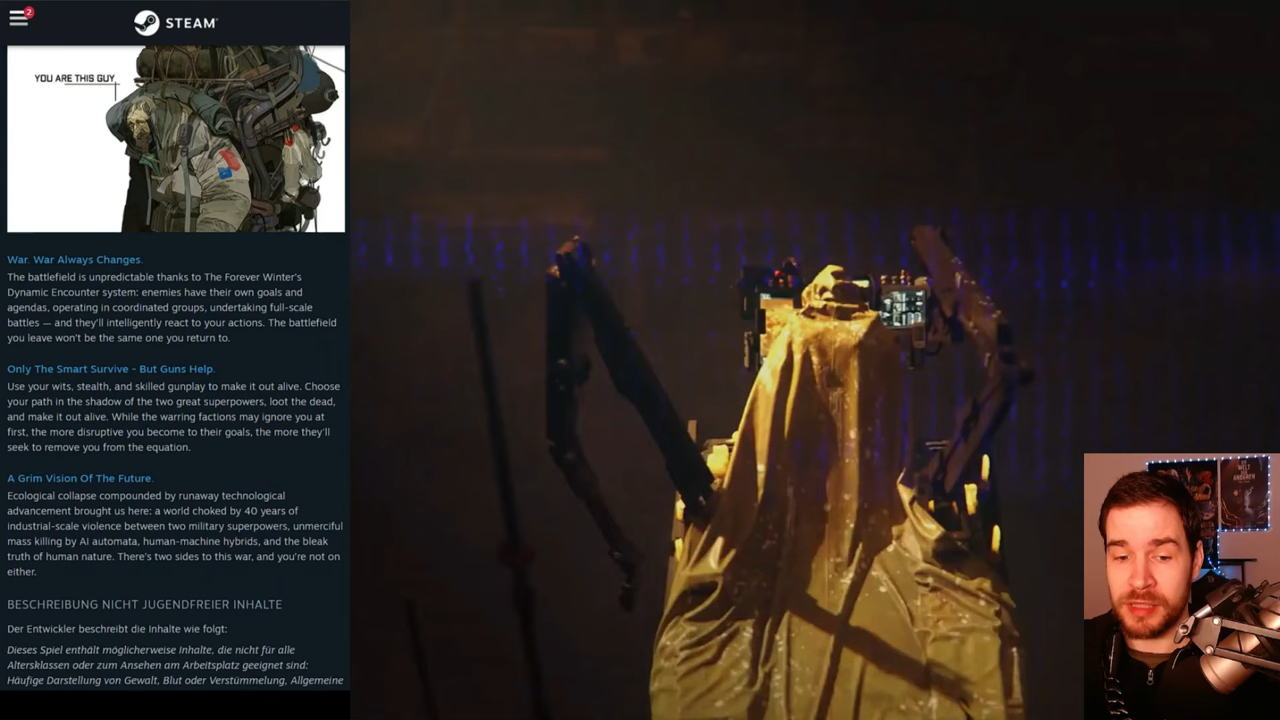 2
STEAM
YOU ARE THIS GUY
War. War Always Changes.
The battlefield is unpredictable thanks to The Forever Winter's
Dynamic Encounter system: enemies have their own goals and
agendas, operating in coordinated groups, undertaking full-scale
battles — and they'll intelligently react to your actions. The battlefield
you leave won't be the same one you return to.
Only The Smart Survive - But Guns Help.
Use your wits, stealth, and skilled gunplay to make it out alive. Choose
your path in the shadow of the two great superpowers, loot the dead,
and make it out alive. While the warring factions may ignore you at
first, the more disruptive you become to their goals, the more they'll
seek to remove you from the equation.
A Grim Vision Of The Future.
Ecological collapse compounded by runaway technological
advancement brought us here: a world choked by 40 years of
industrial-scale violence between two military superpowers, unmerciful
mass killing by AI automata, human-machine hybrids, and the bleak
truth of human nature. There's two sides to this war, and you're not on
either.
BESCHREIBUNG NICHT JUGENDFREIER INHALTE
Der Entwickler beschreibt die Inhalte wie folgt:
Dieses Spiel enthält möglicherweise Inhalte, die nicht für alle
Altersklassen oder zum Ansehen am Arbeitsplatz geeignet sind:
Häufige Darstellung von Gewalt, Blut oder Verstümmelung, Allgemeine